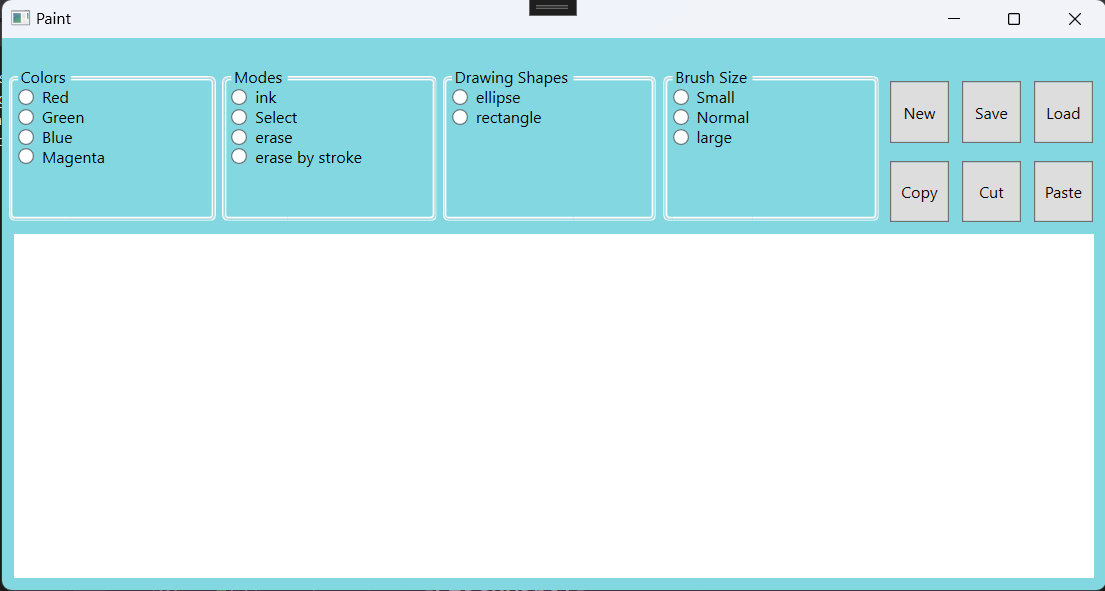 Paint
Colors
Red
Green
Blue
Magenta
Modes
ink
Select
erase
erase by stroke
Drawing Shapes
ellipse
rectangle
Brush Size
Small
Normal
large
New
Save
Load
Copy
Cut
Paste